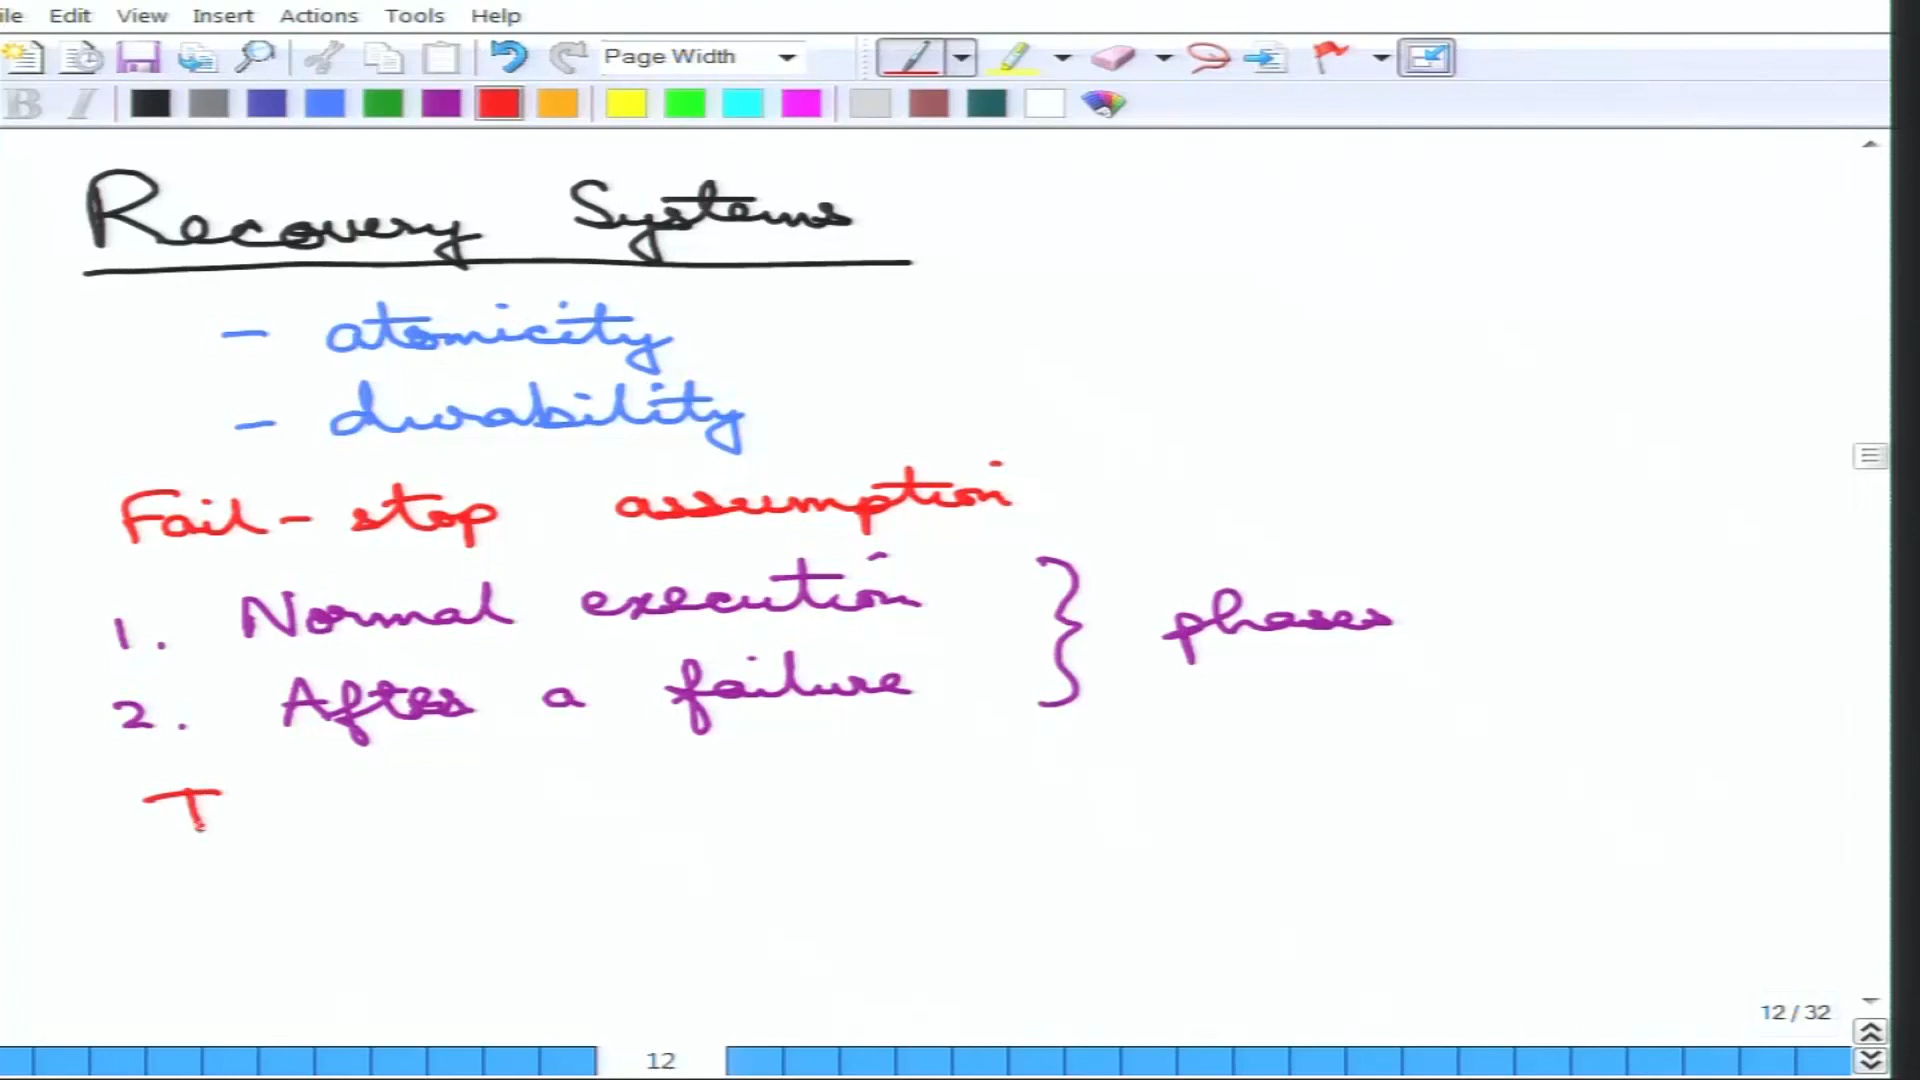 ile Edit View Insert Actions Tools Help
Page Width
B I
Recovery Systems
- atomicity
- durability
Fail-stop assumption
1. Normal execution
2. After a failure } phases
T
12 / 32
12